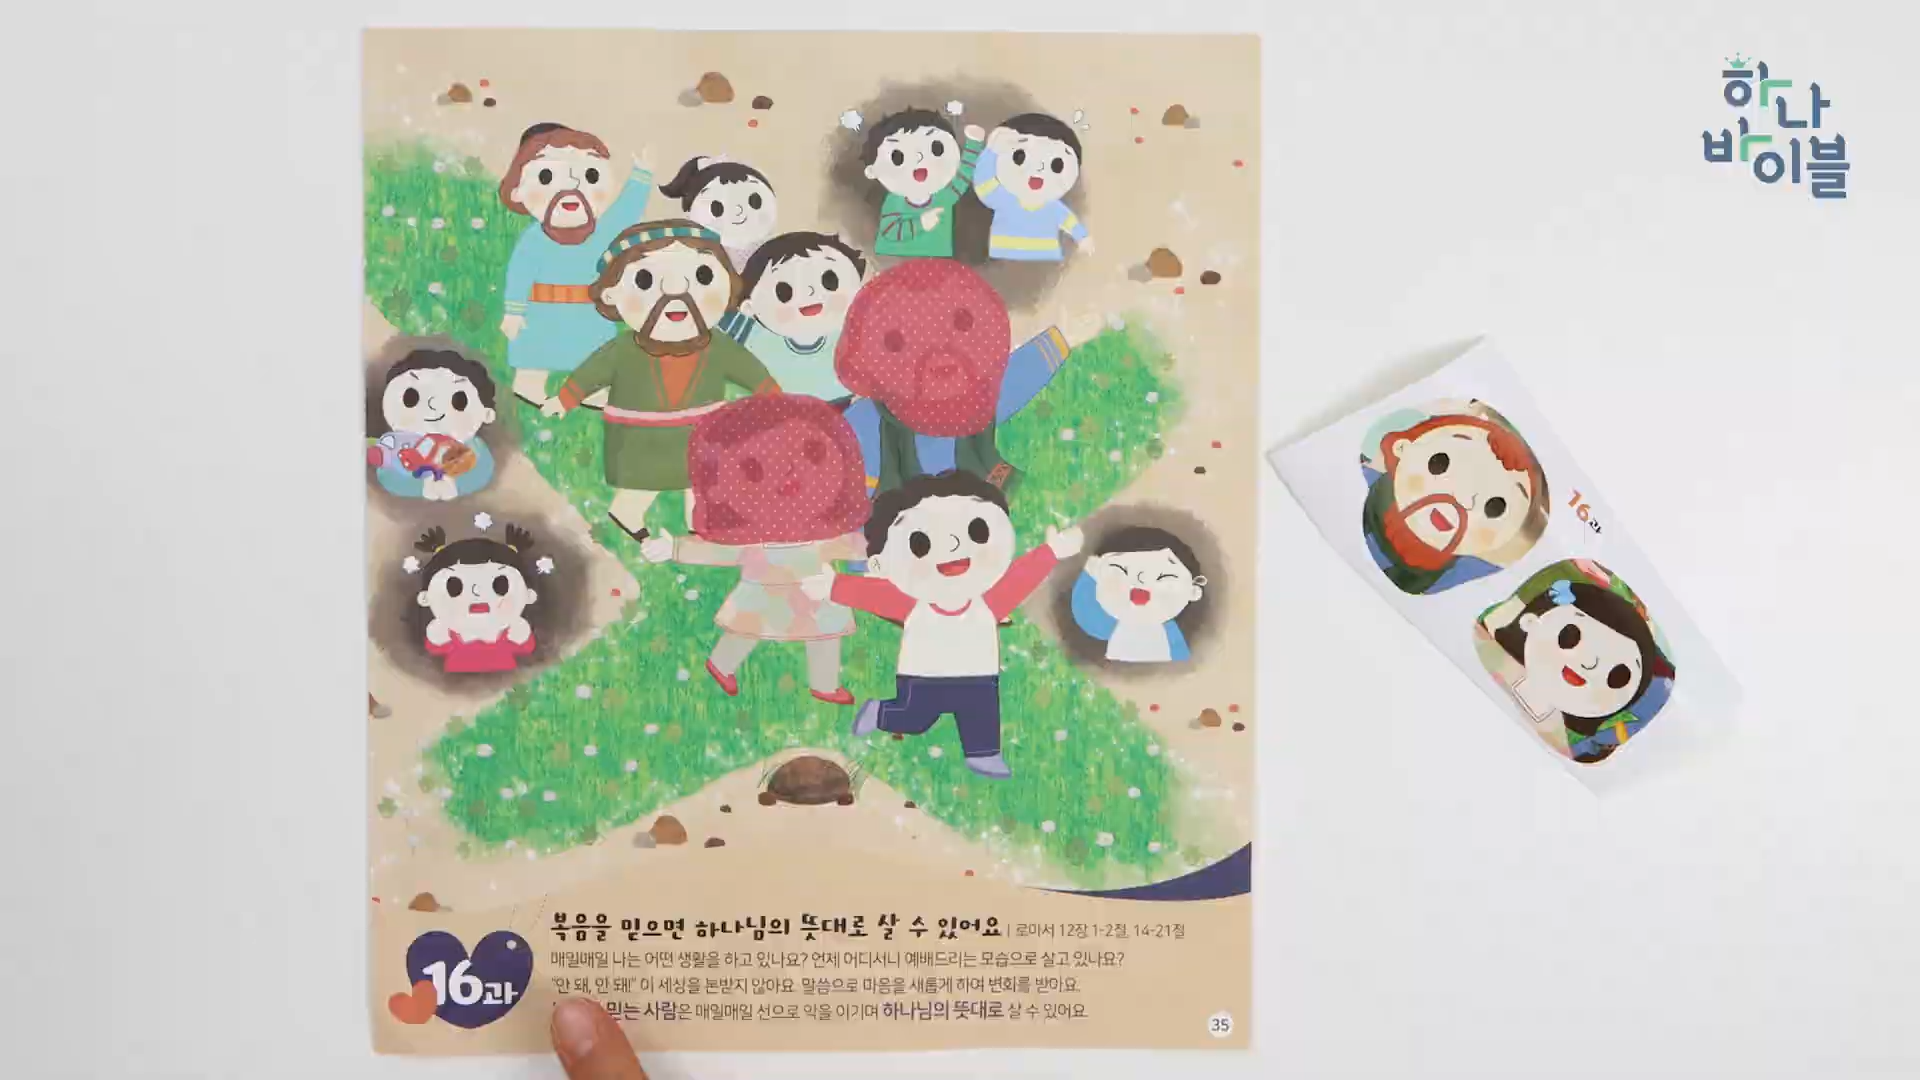 하나
바이블
16과
복음을 믿으면 하나님의 뜻대로 살 수 있어요 | 로마서 12장 1-2절, 14-21절
매일매일 나는 어떤 생활을 하고 있나요? 언제 어디서니 예배드리는 모습으로 살고 있나요?
"안 돼, 안 돼!" 이 세상을 본받지 않아요. 말씀으로 마음을 새롭게 하여 변화를 받아요.
믿는 사람은 매일매일 선으로 악을 이기며 하나님의 뜻대로 살 수 있어요.
16과
35